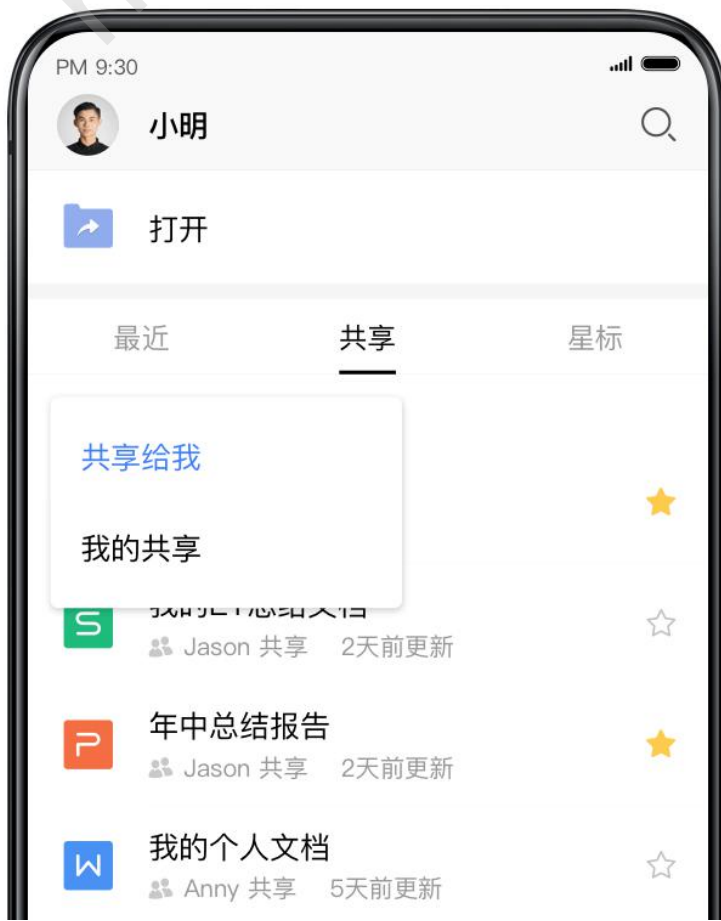 PM 9:30
小明
打开
最近 共享 星标
共享给我
我的共享
Jason 共享 2天前更新
年中总结报告
Jason 共享 2天前更新
我的个人文档
Anny 共享 5天前更新